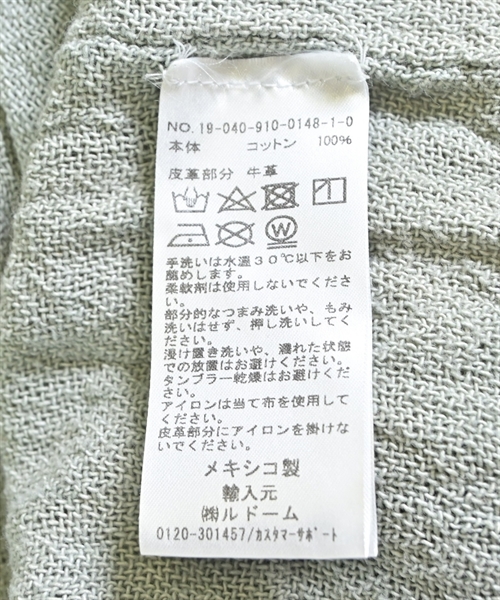 NO. 19-040-910-0148-1-0
本体 コットン 100%
皮革部分 牛革
手洗いは水温30℃以下をお
勧めします。
柔軟剤は使用しないでくださ
い。
部分的なつまみ洗いや、もみ
洗いはせず、押し洗いしてく
ださい。
浸け置き洗いや、濡れた状態
での放置はお避けください。
タンブラー乾燥はお避けくだ
さい。
アイロンは当て布を使用して
ください。
皮革部分にアイロンを掛けな
いでください。
メキシコ製
輸入元
㈱ルドーム
0120-301457/カスタマーサポート